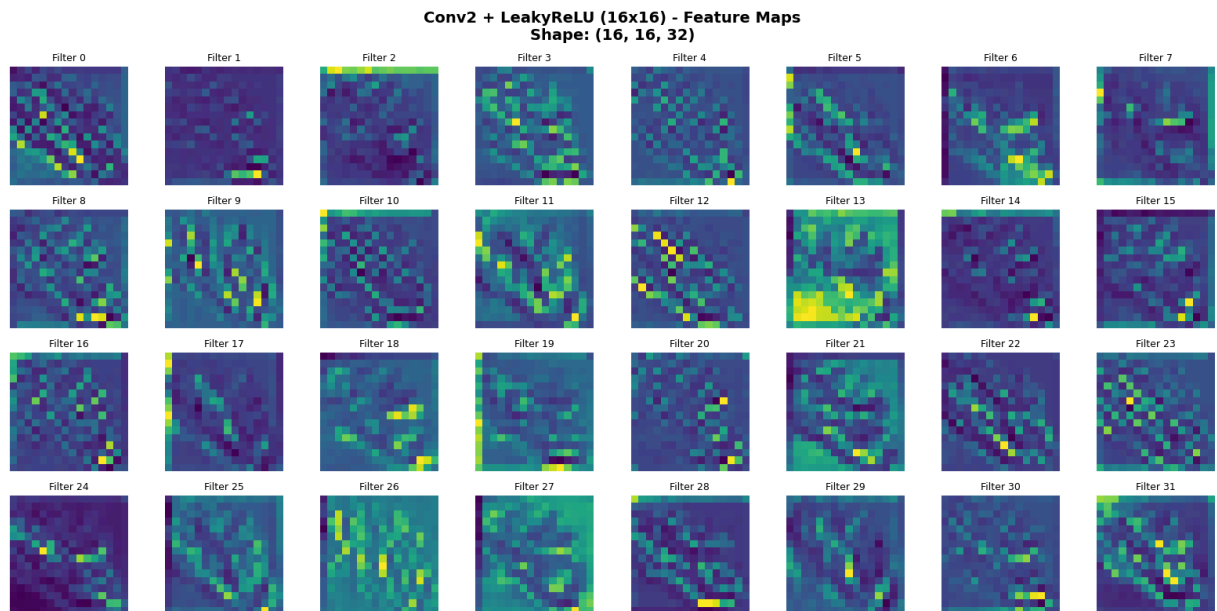 Conv2 + LeakyReLU (16x16) - Feature Maps
Shape: (16, 16, 32)
Filter 0 Filter 1 Filter 2 Filter 3 Filter 4 Filter 5 Filter 6 Filter 7
Filter 8 Filter 9 Filter 10 Filter 11 Filter 12 Filter 13 Filter 14 Filter 15
Filter 16 Filter 17 Filter 18 Filter 19 Filter 20 Filter 21 Filter 22 Filter 23
Filter 24 Filter 25 Filter 26 Filter 27 Filter 28 Filter 29 Filter 30 Filter 31